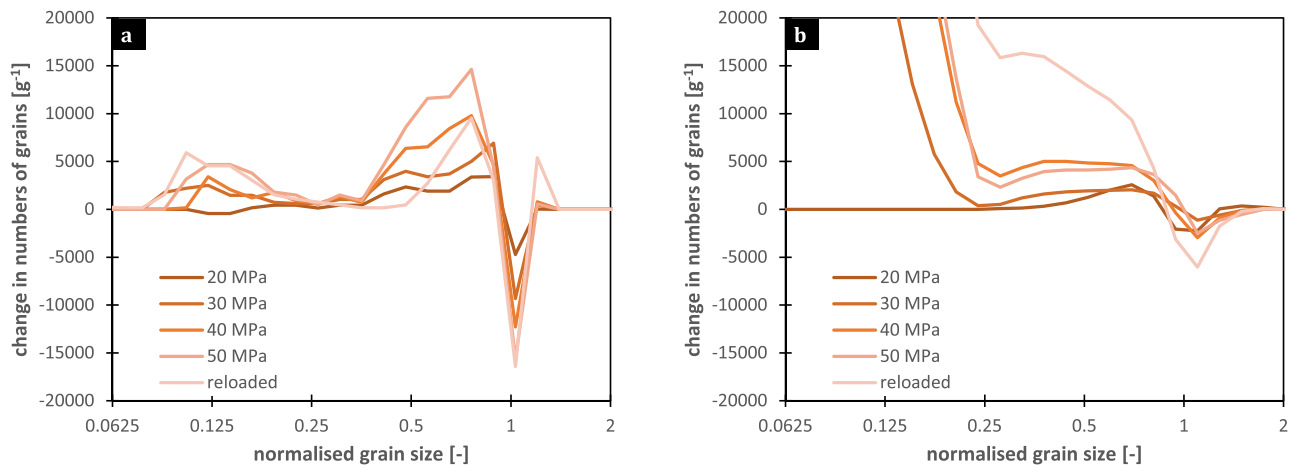 a
change in numbers of grains [g-1]
20000
15000
10000
5000
0
-5000
-10000
-15000
-20000
20 MPa
30 MPa
40 MPa
50 MPa
reloaded
0.0625
0.125
0.25
0.5
1
2
normalised grain size [-]
b
change in numbers of grains [g-1]
20000
15000
10000
5000
0
-5000
-10000
-15000
-20000
20 MPa
30 MPa
40 MPa
50 MPa
reloaded
0.0625
0.125
0.25
0.5
1
2
normalised grain size [-]